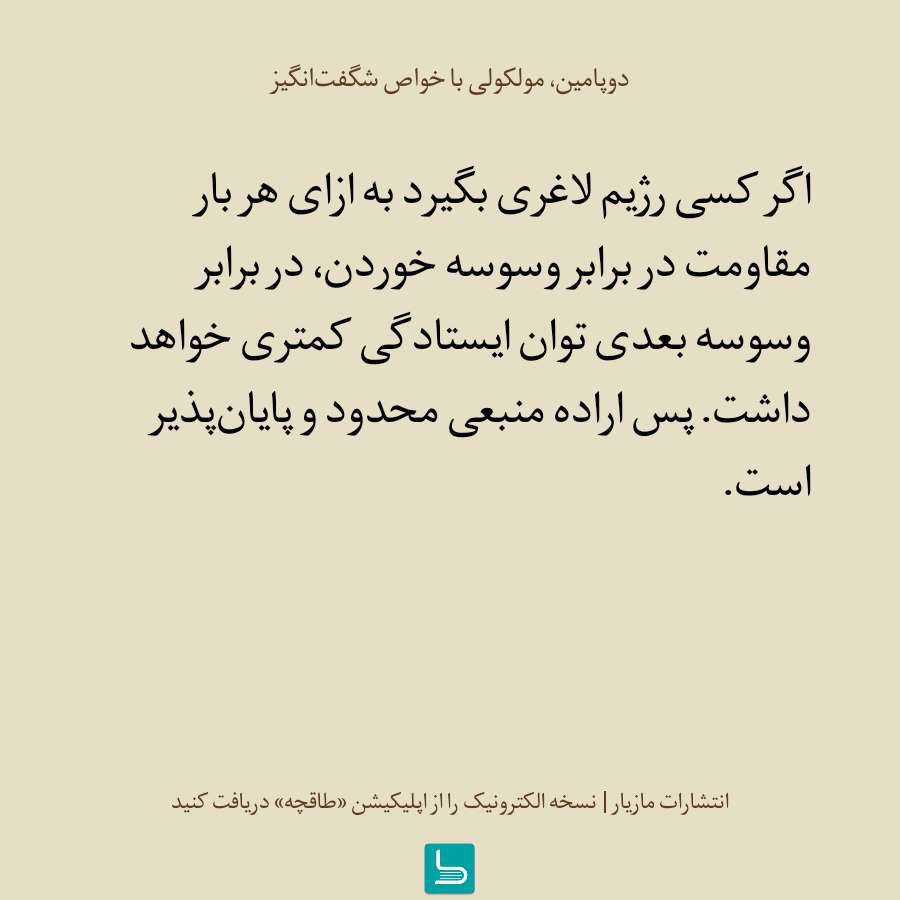 دوپامین، مولکولی با خواص شگفت‌انگیز
اگر کسی رژیم لاغری بگیرد به ازای هر بار
مقاومت در برابر وسوسه خوردن، در برابر
وسوسه بعدی توان ایستادگی کمتری خواهد
داشت. پس اراده منبعی محدود و پایان‌پذیر
است.
انتشارات مازیار | نسخه الکترونیک را از اپلیکیشن «طاقچه» دریافت کنید